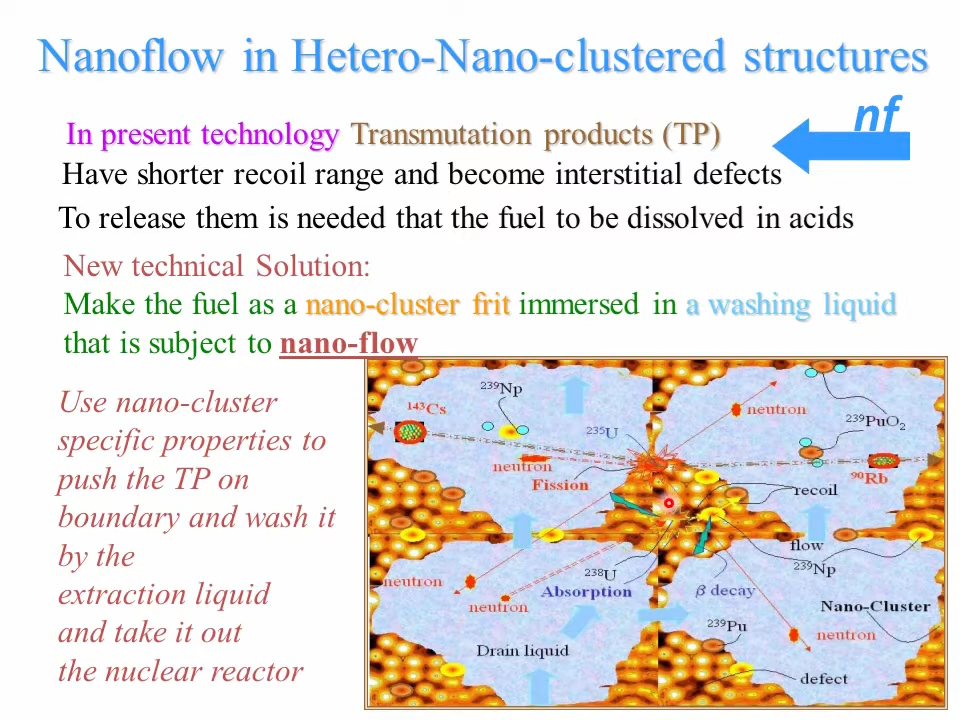 Nanoflow in Hetero-Nano-clustered structures
nf
In present technology Transmutation products (TP)
Have shorter recoil range and become interstitial defects
To release them is needed that the fuel to be dissolved in acids
New technical Solution:
Make the fuel as a nano-cluster frit immersed in a washing liquid
that is subject to nano-flow
Use nano-cluster
specific properties to
push the TP on
boundary and wash it
by the
extraction liquid
and take it out
the nuclear reactor
239Np
143Cs
neutron
239PuO2
235U
neutron
Fission
90Rb
recoil
flow
239Np
238U
neutron
Absorption
β decay
neutron
Nano-Cluster
239Pu
neutron
Drain liquid
defect